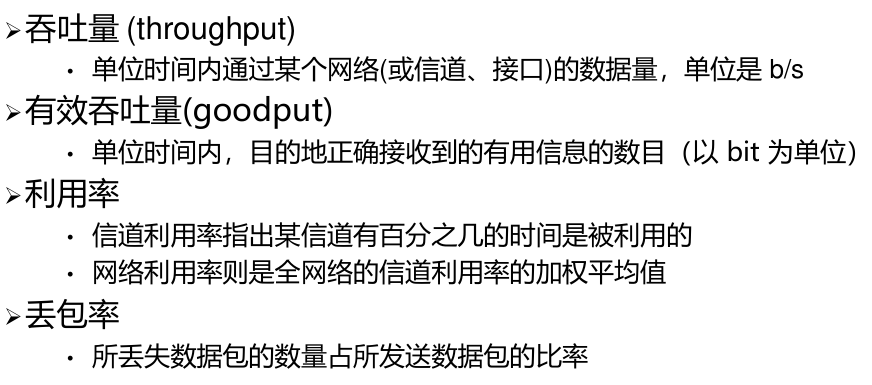 ➢吞吐量 (throughput)
• 单位时间内通过某个网络(或信道、接口)的数据量，单位是 b/s
➢有效吞吐量(goodput)
• 单位时间内，目的地正确接收到的有用信息的数目（以 bit 为单位）
➢利用率
• 信道利用率指出某信道有百分之几的时间是被利用的
• 网络利用率则是全网络的信道利用率的加权平均值
➢丢包率
• 所丢失数据包的数量占所发送数据包的比率